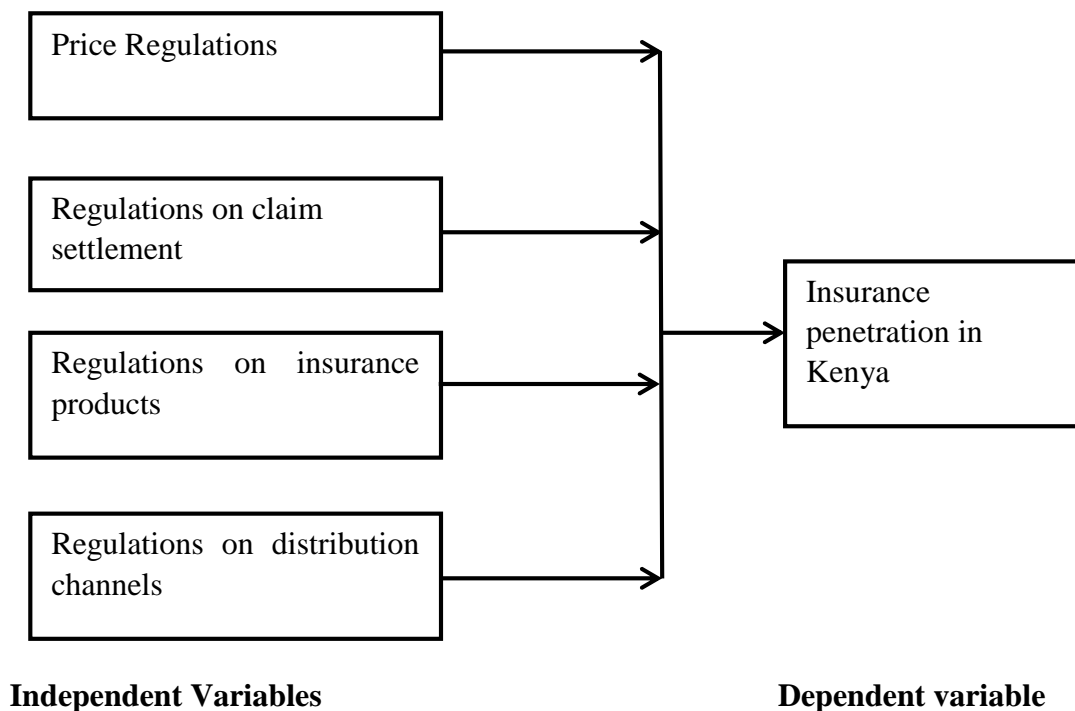 Price Regulations
Regulations on claim
settlement
Regulations on insurance
products
Regulations on distribution
channels
Insurance
penetration in
Kenya
Independent Variables
Dependent variable